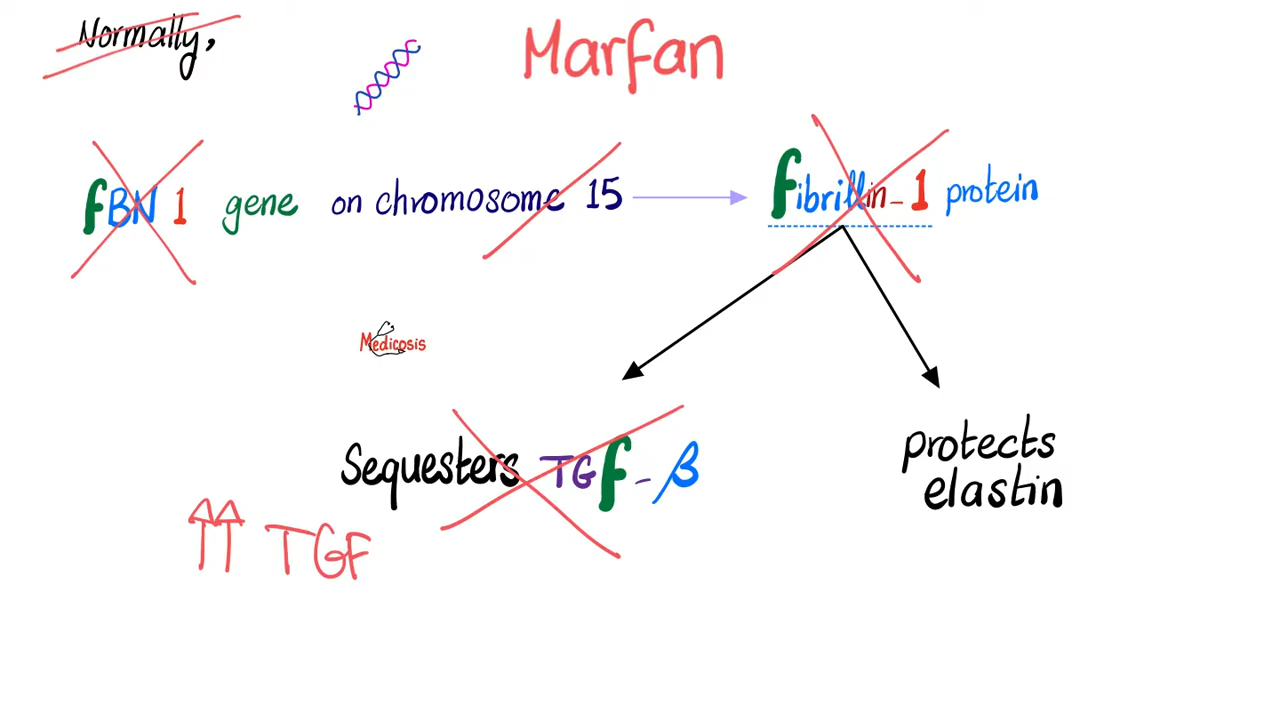 Normally,
Marfan
fBN 1 gene on chromosome 15
fibrillin-1 protein
Medicosis
Sequesters TGf-β
protects
elastin
TGF